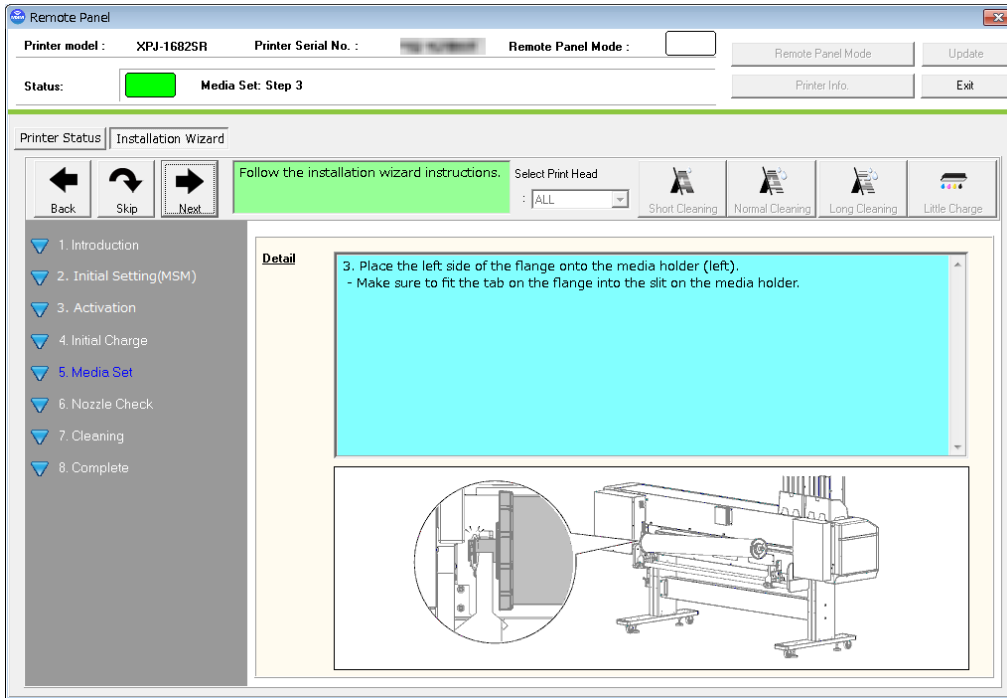 Remote Panel
Printer model : XPJ-1682SR Printer Serial No. : Remote Panel Mode :
Remote Panel Mode Update
Status: Media Set: Step 3
Printer Info. Exit
Printer Status Installation Wizard
Back Skip Next
Follow the installation wizard instructions.
Select Print Head
: ALL
Short Cleaning Normal Cleaning Long Cleaning Little Charge
1. Introduction
2. Initial Setting(MSM)
3. Activation
4. Initial Charge
5. Media Set
6. Nozzle Check
7. Cleaning
8. Complete
Detail
3. Place the left side of the flange onto the media holder (left).
- Make sure to fit the tab on the flange into the slit on the media holder.